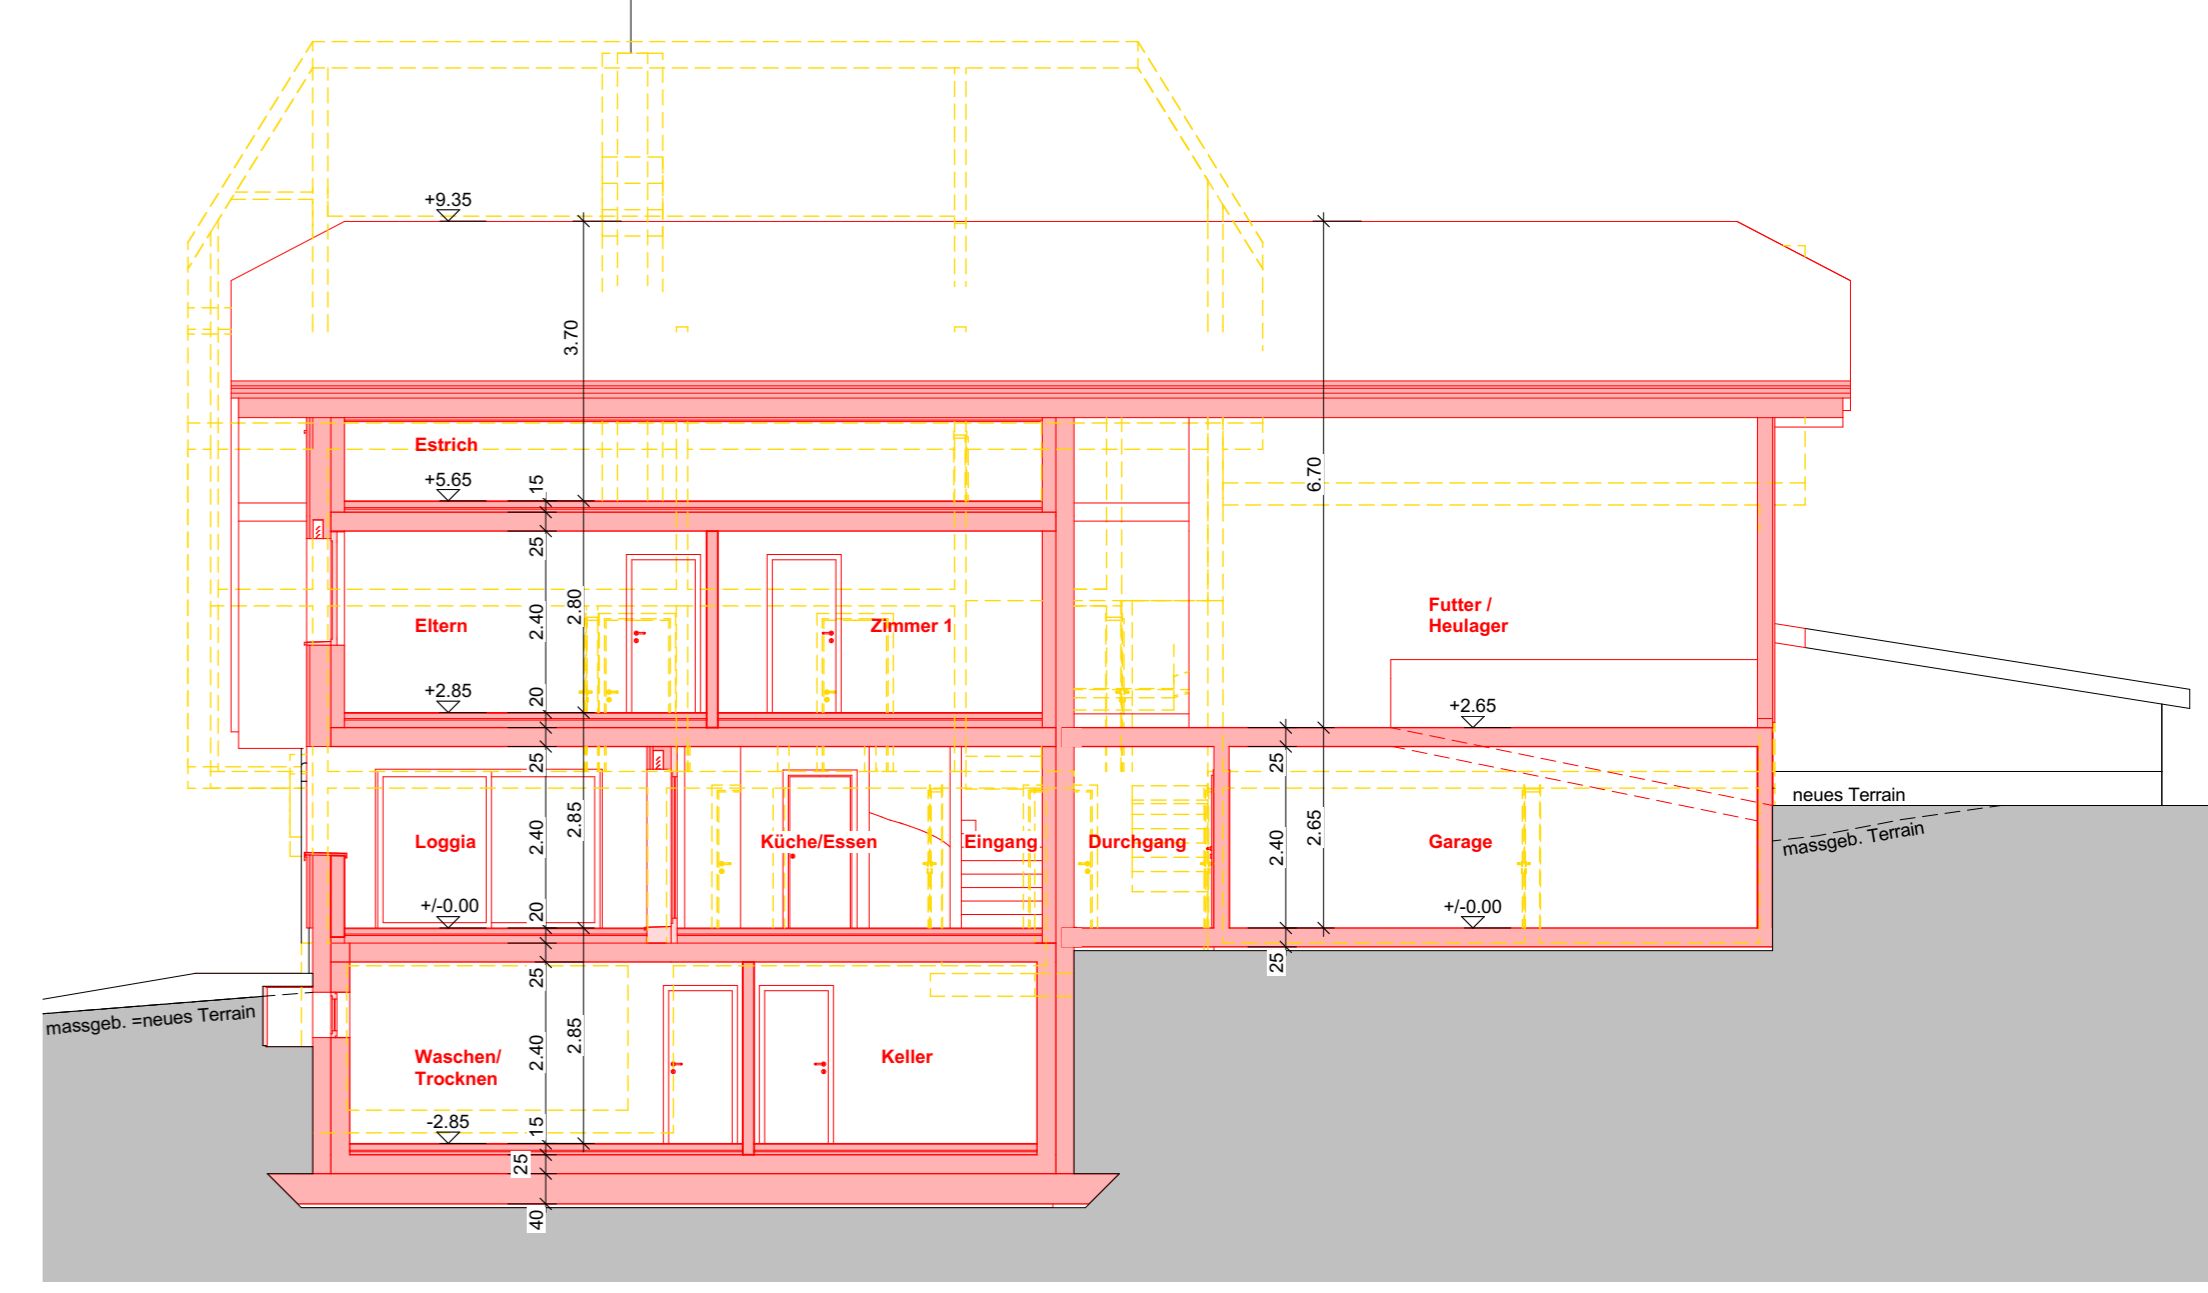 +9.35
3.70
Estrich
+5.65
15
6.70
25
2.40
2.80
Eltern
Zimmer 1
Futter /
Heulager
+2.85
20
+2.65
25
25
neues Terrain
massgeb. Terrain
Loggia
2.40
2.85
Küche/Essen
Eingang
Durchgang
2.40
2.65
Garage
+/-0.00
20
+/-0.00
25
25
massgeb. =neues Terrain
Waschen/
Trocknen
2.40
2.85
Keller
-2.85
15
25
40